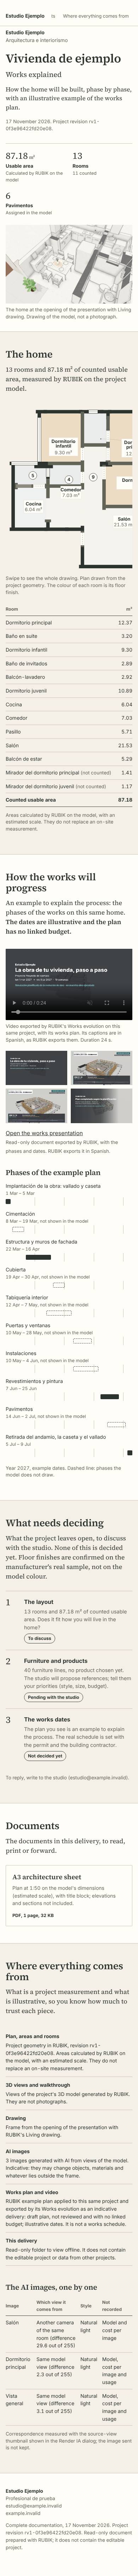 Estudio Ejemplo
Where everything comes from
Estudio Ejemplo
Arquitectura e interiorismo
Vivienda de ejemplo
Works explained
How the home will be built, phase by phase,
with an illustrative example of the works
plan.
17 November 2026. Project revision rv1-
0f3e96422fd20e08.
87.18 m²
Usable area
Calculated by RUBIK on the
model
13
Rooms
11 counted
6
Pavimentos
Assigned in the model
The home at the opening of the presentation with Living
drawing. Drawing of the model, not a photograph.
The home
13 rooms and 87.18 m² of counted usable
area, measured by RUBIK on the project
model.
Dormitorio
infantil
9.30 m²
5
4
9
Comedor
7.03 m²
Cocina
6.04 m²
Salón
21.53 m
Swipe to see the whole drawing. Plan drawn from the
project geometry. The colour of each room is its floor
finish.
Room m²
Dormitorio principal 12.37
Baño en suite 3.20
Dormitorio infantil 9.30
Baño de invitados 2.89
Balcón-lavadero 2.92
Dormitorio juvenil 10.89
Cocina 6.04
Comedor 7.03
Pasillo 5.71
Salón 21.53
Balcón de estar 5.29
Mirador del dormitorio principal (not counted) 1.41
Mirador del dormitorio juvenil (not counted) 1.17
Counted usable area 87.18
Areas calculated by RUBIK on the model, with an
estimated scale. They do not replace an on-site
measurement.
How the works will
progress
An example to explain the process: the
phases of the works on this same home.
The dates are illustrative and the plan
has no linked budget.
La obra de tu vivienda, paso a paso
0:00 / 0:24
Video exported by RUBIK's Works evolution on this
same project, with its works plan. Its captions are in
Spanish, as RUBIK exports them. Duration 24 s.
Open the works presentation
Read-only document exported by RUBIK, with the
phases and dates. RUBIK exports it in Spanish.
Phases of the example plan
Implantación de la obra: vallado y caseta
1 Mar – 5 Mar
Cimentación
8 Mar – 19 Mar, not shown in the model
Estructura y muros de fachada
22 Mar – 16 Apr
Cubierta
19 Apr – 30 Apr, not shown in the model
Tabiquería interior
12 Apr – 7 May, not shown in the model
Puertas y ventanas
10 May – 28 May, not shown in the model
Instalaciones
10 May – 4 Jun, not shown in the model
Revestimientos y pintura
7 Jun – 25 Jun
Pavimentos
14 Jun – 2 Jul, not shown in the model
Retirada del andamio, la caseta y el vallado
5 Jul – 9 Jul
Year 2027, example dates. Dashed line: phases the
model does not draw.
What needs deciding
What the project leaves open, to discuss
with the studio. None of this is decided
yet. Floor finishes are confirmed on the
manufacturer's real sample, not on the
model colour.
1
The layout
13 rooms and 87.18 m² of counted usable
area. Does it fit how you will live in the
home?
To discuss
2
Furniture and products
40 furniture lines, no product chosen yet.
The studio will propose references; tell them
your priorities (style, size, budget).
Pending with the studio
3
The works dates
The plan you see is an example to explain
the process. The real schedule is set with
the permit and the building contractor.
Not decided yet
To reply, write to the studio (estudio@example.invalid).
Documents
The documents in this delivery, to read,
print or forward.
A3 architecture sheet
Plan at 1:50 on the model's dimensions
(estimated scale), with title block; elevations
and sections not included.
PDF, 1 page, 32 KB
Where everything comes
from
What is a project measurement and what
is illustrative, so you know how much to
trust each piece.
Plan, areas and rooms
Project geometry in RUBIK, revision rv1-
0f3e96422fd20e08. Areas calculated by RUBIK on
the model, with an estimated scale. They do not
replace an on-site measurement.
3D views and walkthrough
Views of the project's 3D model generated by RUBIK.
They are not photographs.
Drawing
Frame from the opening of the presentation with
RUBIK's Living drawing.
AI images
3 images generated with AI from views of the model.
Indicative: they may change objects, materials and
whatever lies outside the frame.
Works plan and video
RUBIK example plan applied to this same project and
exported by its Works evolution as an indicative
delivery: draft plan, not reviewed and with no linked
budget; illustrative dates. It is not a works schedule.
This delivery
Read-only folder to view offline. It does not contain
the editable project or data from other projects.
The AI images, one by one
Image Which view it comes from Style Not recorded
Salón Another camera of the same room (difference 29.6 out of 255) Natural light Model and cost per image
Dormitorio principal Same model view (difference 2.3 out of 255) Natural light Model, cost per image and date
Vista general Same model view (difference 3.1 out of 255) Natural light Model, cost per image and date
Correspondence measured with the source-view
thumbnail shown in the Render IA dialog; the image sent
is not kept.
Estudio Ejemplo
Profesional de prueba
estudio@example.invalid
example.invalid
Complete documentation, 17 November 2026. Project
revision rv1-0f3e96422fd20e08. Read-only document
prepared with RUBIK; it does not contain the editable
project.